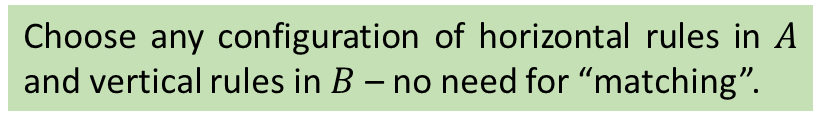 Choose any configuration of horizontal rules in A
and vertical rules in B – no need for “matching”.